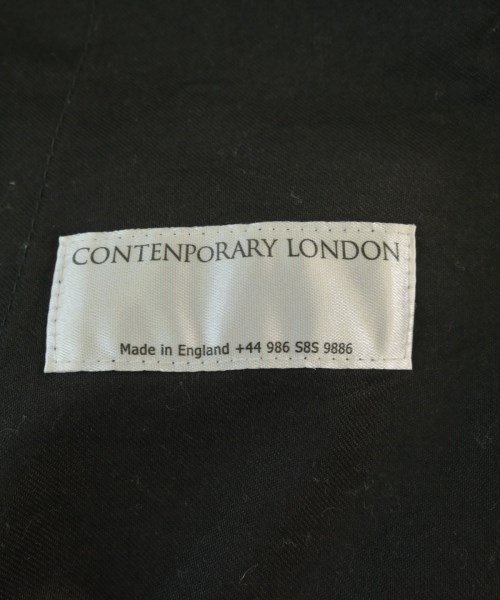 CONTENPORARY LONDON
Made in England +44 986 S8S 9886